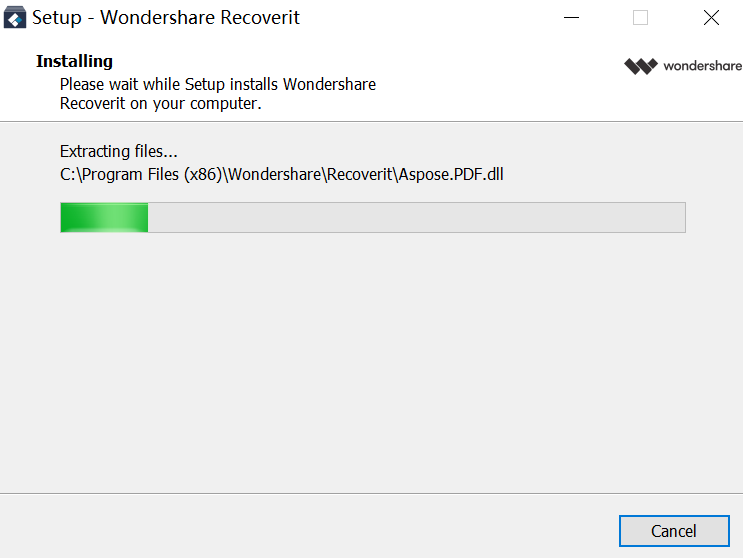 Setup - Wondershare Recoverit
Installing
Please wait while Setup installs Wondershare
Recoverit on your computer.
wondershare
Extracting files...
C:\Program Files (x86)\Wondershare\Recoverit\Aspose.PDF.dll
Cancel